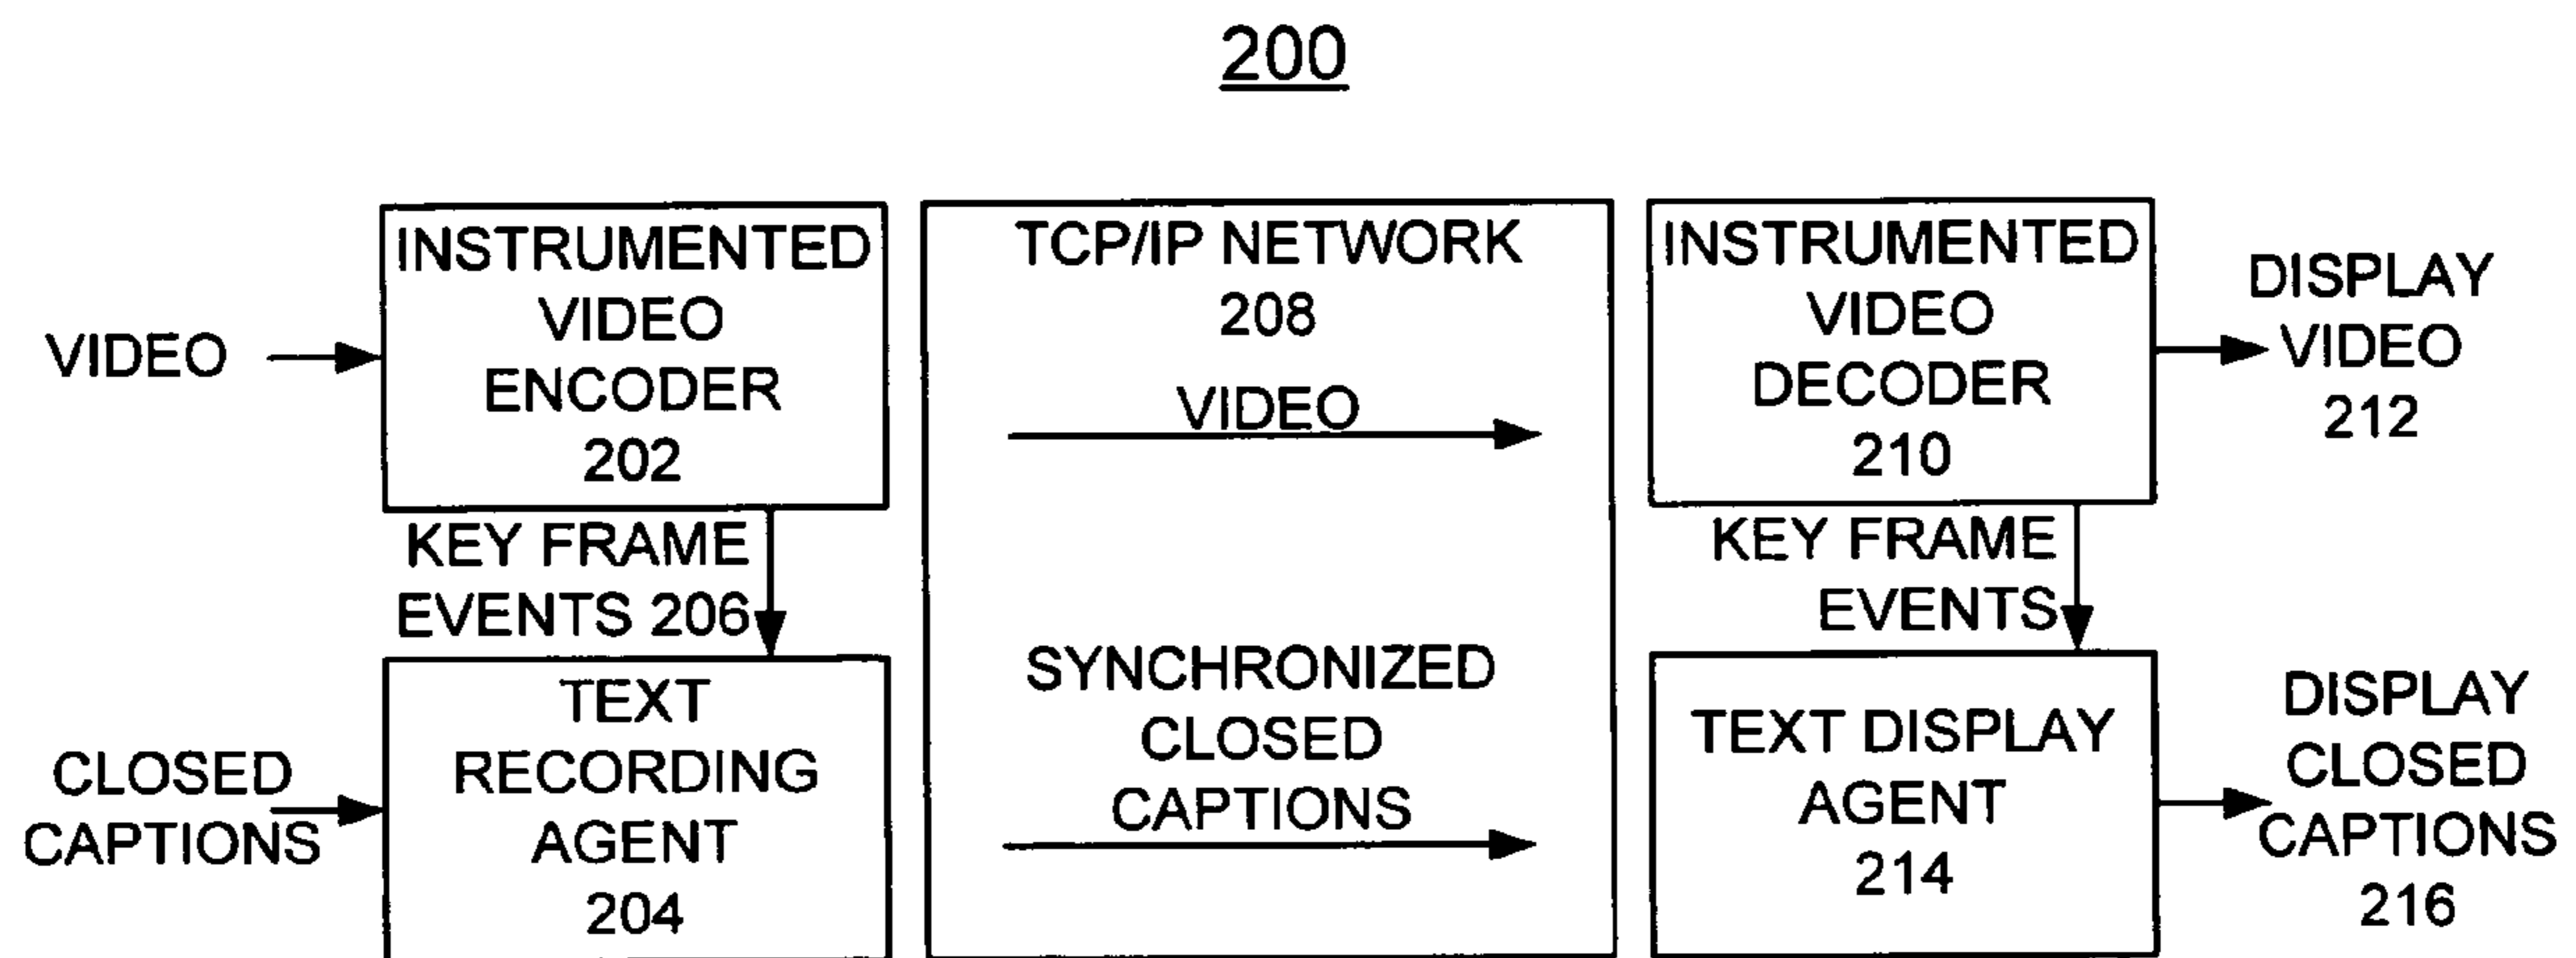 200
VIDEO
INSTRUMENTED
VIDEO
ENCODER
202
KEY FRAME
EVENTS 206
CLOSED
CAPTIONS
TEXT
RECORDING
AGENT
204
TCP/IP NETWORK
208
VIDEO
SYNCHRONIZED
CLOSED
CAPTIONS
INSTRUMENTED
VIDEO
DECODER
210
DISPLAY
VIDEO
212
KEY FRAME
EVENTS
TEXT DISPLAY
AGENT
214
DISPLAY
CLOSED
CAPTIONS
216